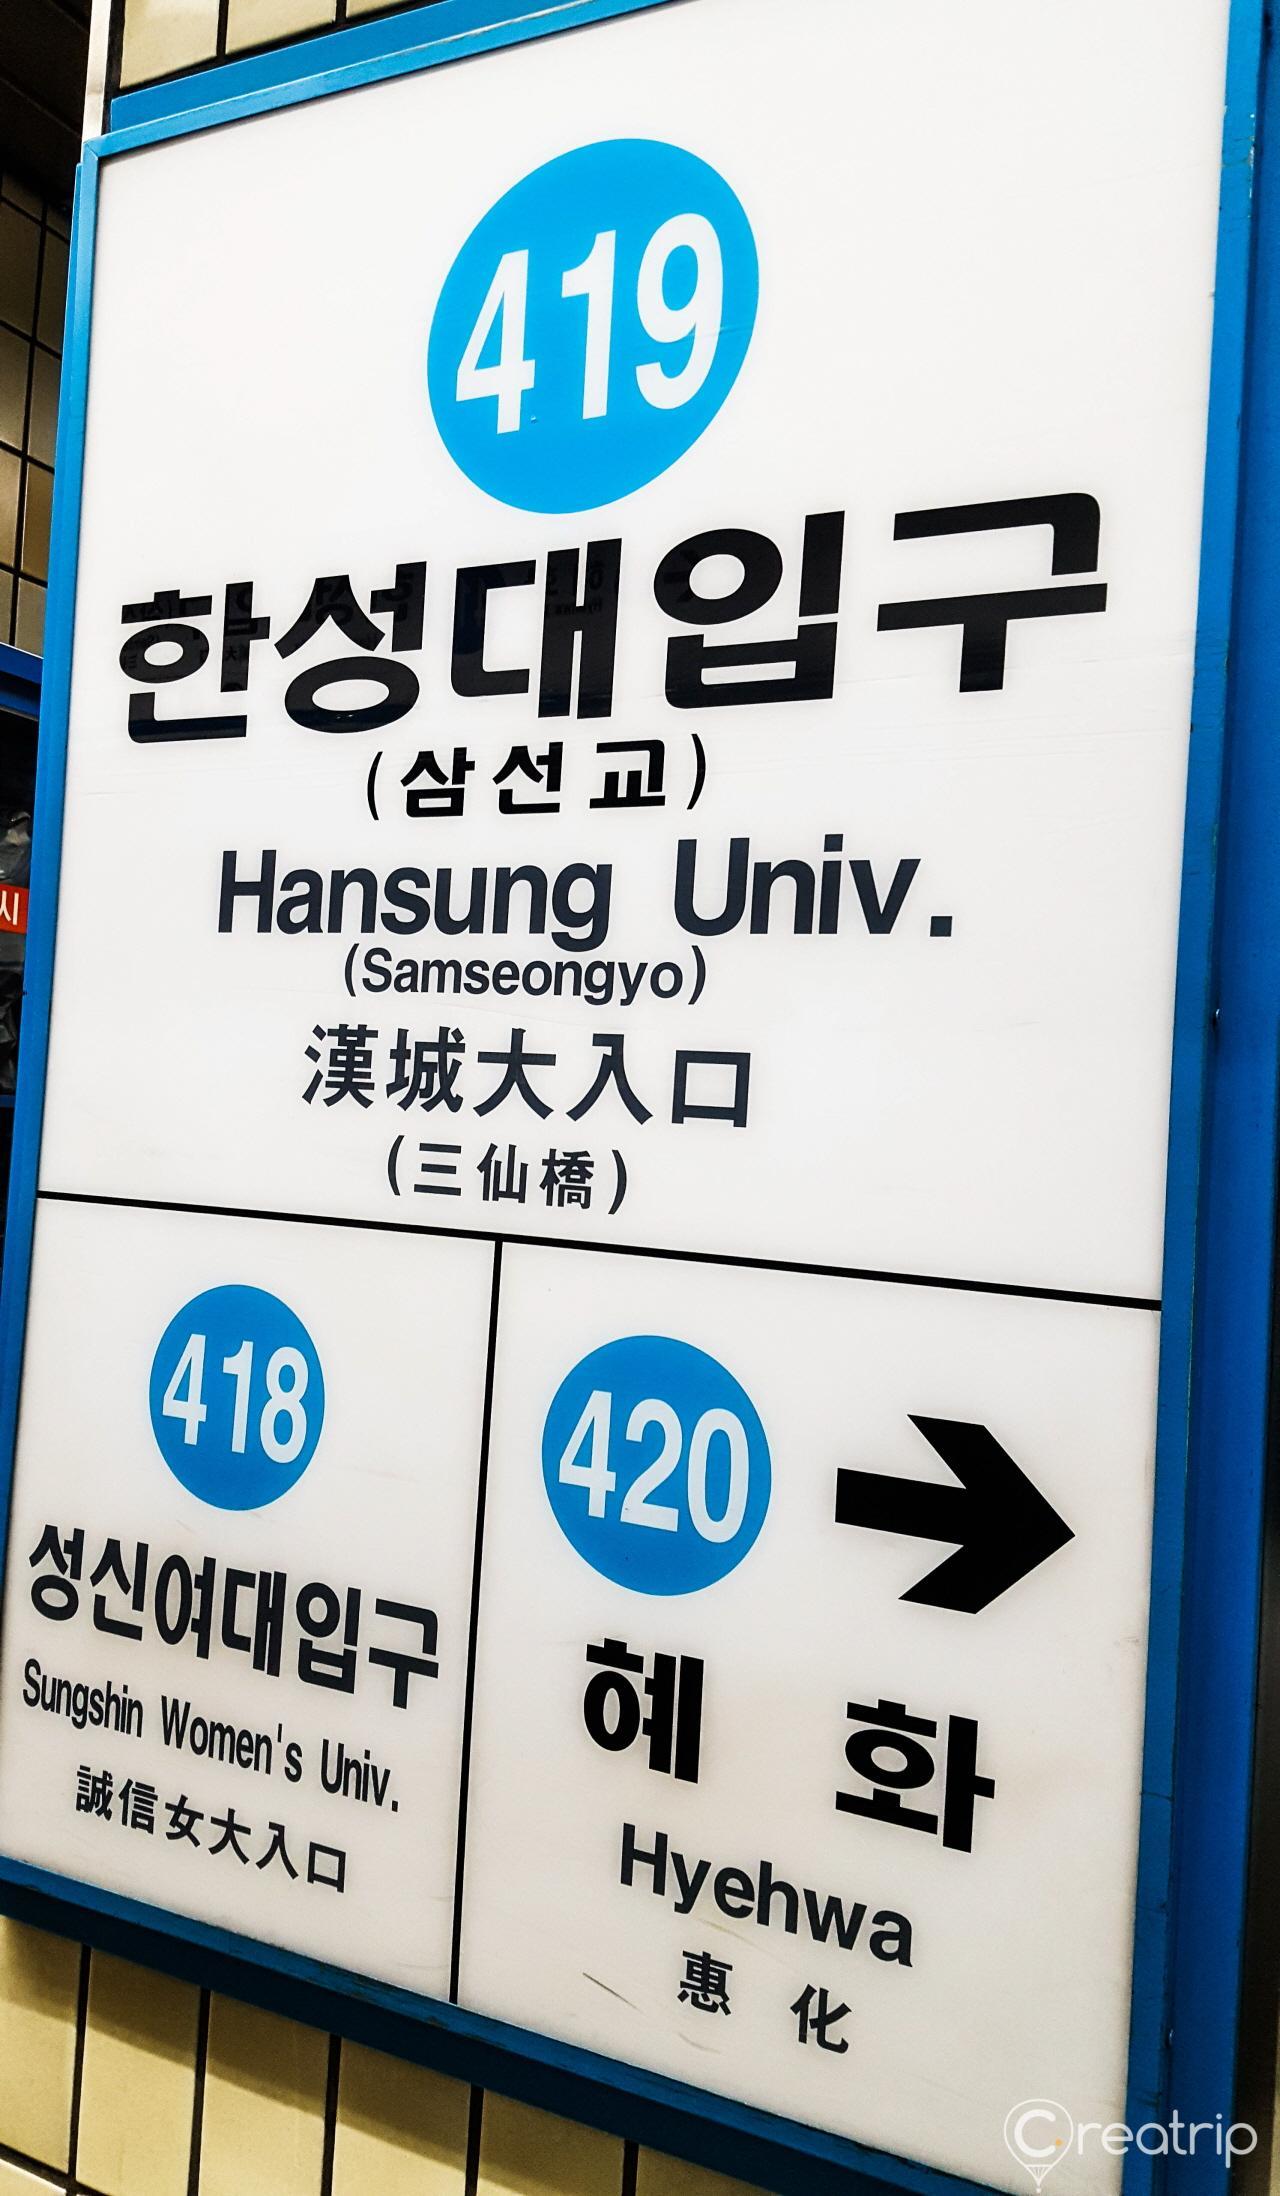 419
한성대입구
(삼선교)
Hansung Univ.
(Samseongyo)
漢城大入口
(三仙橋)
418
성신여대입구
Sungshin Women's Univ.
誠信女大入口
420
혜 화
Hyehwa
惠 化
시
Creatrip